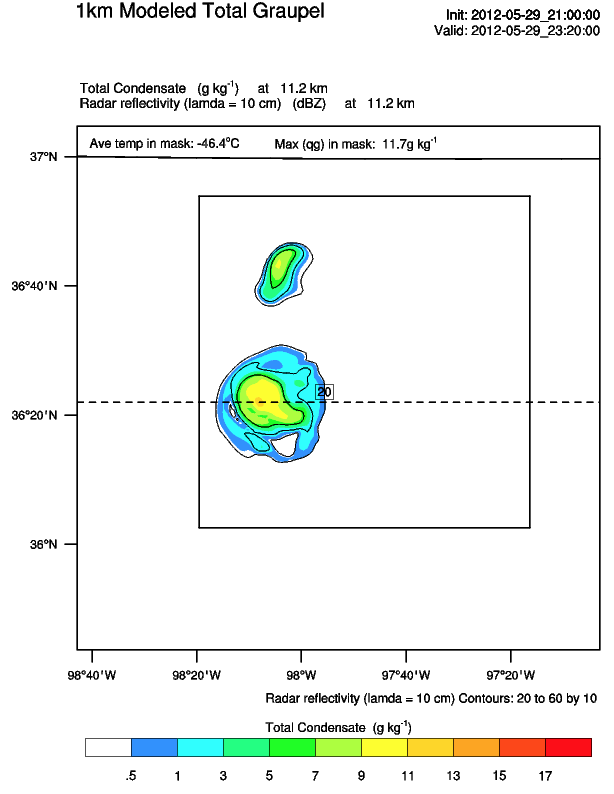 1km Modeled Total Graupel
Init: 2012-05-29_21:00:00
Valid: 2012-05-29_23:20:00
Total Condensate (g kg⁻¹) at 11.2 km
Radar reflectivity (lamda = 10 cm) (dBZ) at 11.2 km
Ave temp in mask: -46.4°C Max (qg) in mask: 11.7g kg⁻¹
37°N
36°40'N
20
36°20'N
36°N
98°40'W 98°20'W 98°W 97°40'W 97°20'W
Radar reflectivity (lamda = 10 cm) Contours: 20 to 60 by 10
Total Condensate (g kg⁻¹)
.5 1 3 5 7 9 11 13 15 17